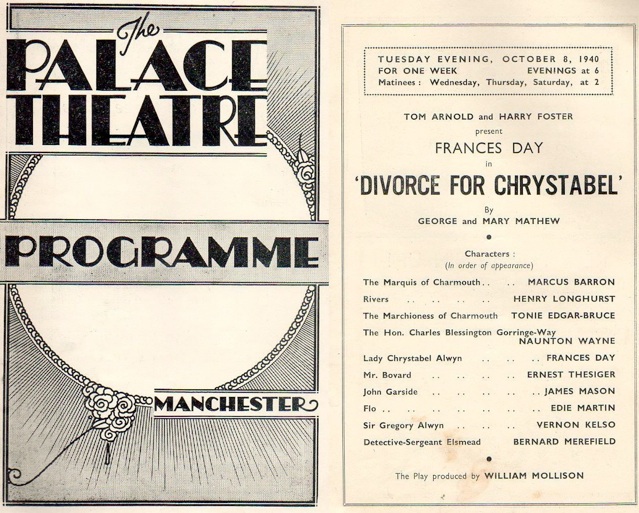 The
PALACE
THEATRE
PROGRAMME
MANCHESTER
TUESDAY EVENING, OCTOBER 8, 1940
FOR ONE WEEK EVENINGS at 6
Matinees : Wednesday, Thursday, Saturday, at 2
TOM ARNOLD and HARRY FOSTER
present
FRANCES DAY
in
'DIVORCE FOR CHRYSTABEL'
By
GEORGE and MARY MATHEW
Characters :
(In order of appearance)
The Marquis of Charmouth .. .. MARCUS BARRON
Rivers .. .. .. .. HENRY LONGHURST
The Marchioness of Charmouth TONIE EDGAR-BRUCE
The Hon. Charles Blessington Gorringe-Way
NAUNTON WAYNE
Lady Chrystabel Alwyn .. .. .. FRANCES DAY
Mr. Bovard .. .. .. .. ERNEST THESIGER
John Garside .. .. .. .. JAMES MASON
Flo .. .. .. .. .. .. EDIE MARTIN
Sir Gregory Alwyn .. .. .. VERNON KELSO
Detective-Sergeant Elsmead BERNARD MEREFIELD
The Play produced by WILLIAM MOLLISON